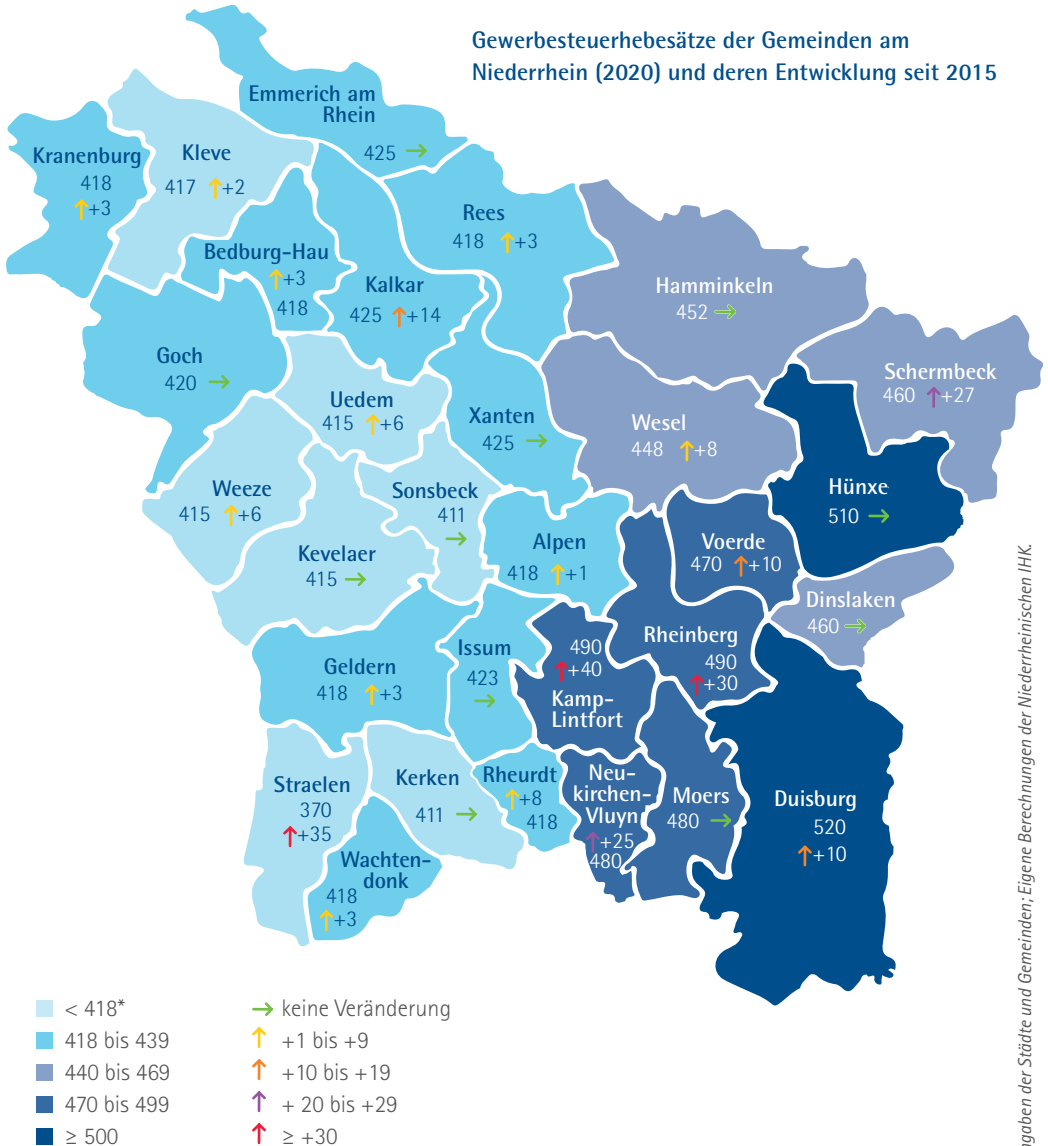 Gewerbesteuerhebesätze der Gemeinden am
Niederrhein (2020) und deren Entwicklung seit 2015
Emmerich am
Rhein
425 →
Kranenburg
418
↑+3
Kleve
417 ↑+2
Bedburg-Hau
↑+3
418
Kalkar
425 ↑+14
Rees
418 ↑+3
Hamminkeln
452 →
Schermbeck
460 ↑+27
Goch
420 →
Uedem
415 ↑+6
Xanten
425 →
Wesel
448 ↑+8
Hünxe
510 →
Weeze
415 ↑+6
Sonsbeck
411
→
Kevelaer
415 →
Alpen
418 ↑+1
Voerde
470 ↑+10
Dinslaken
460 →
Geldern
418 ↑+3
Issum
423
→
490
↑+40
Kamp-
Lintfort
Rheinberg
490
↑+30
Straelen
370
↑+35
Kerken
411 →
Rheurdt
↑+8
418
Neu-
kirchen-
Vluyn
↑+25
480
Moers
480 →
Duisburg
520
↑+10
Wachten-
donk
418
↑+3
< 418*
418 bis 439
440 bis 469
470 bis 499
≥ 500
→ keine Veränderung
↑ +1 bis +9
↑ +10 bis +19
↑ + 20 bis +29
↑ ≥ +30
der Städte und Gemeinden; Eigene Berechnungen der Niederrheinischen IHK.